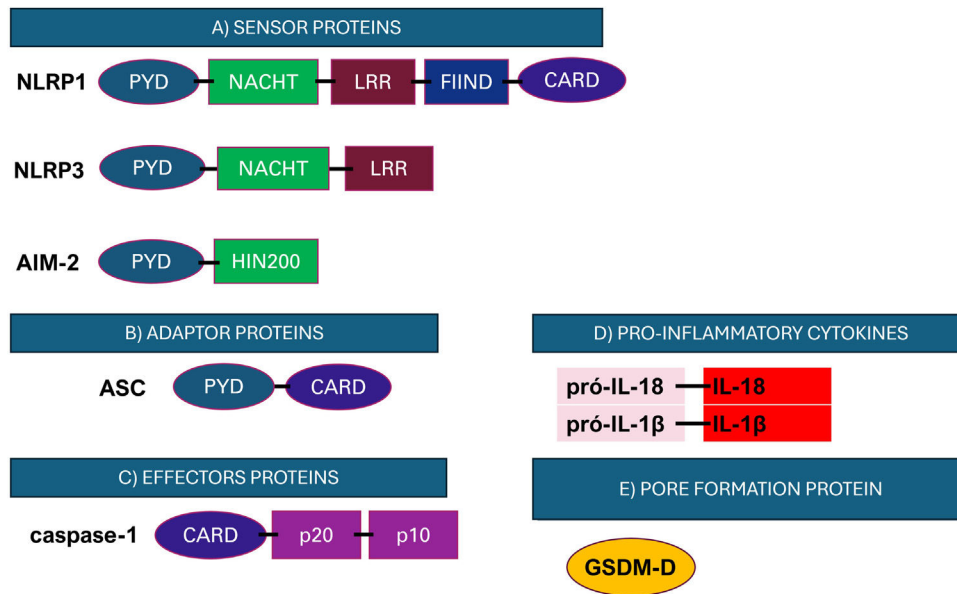 A) SENSOR PROTEINS
NLRP1 PYD NACHT LRR FIIND CARD
NLRP3 PYD NACHT LRR
AIM-2 PYD HIN200
B) ADAPTOR PROTEINS
ASC PYD CARD
C) EFFECTORS PROTEINS
caspase-1 CARD p20 p10
D) PRO-INFLAMMATORY CYTOKINES
pró-IL-18 IL-18
pró-IL-1β IL-1β
E) PORE FORMATION PROTEIN
GSDM-D